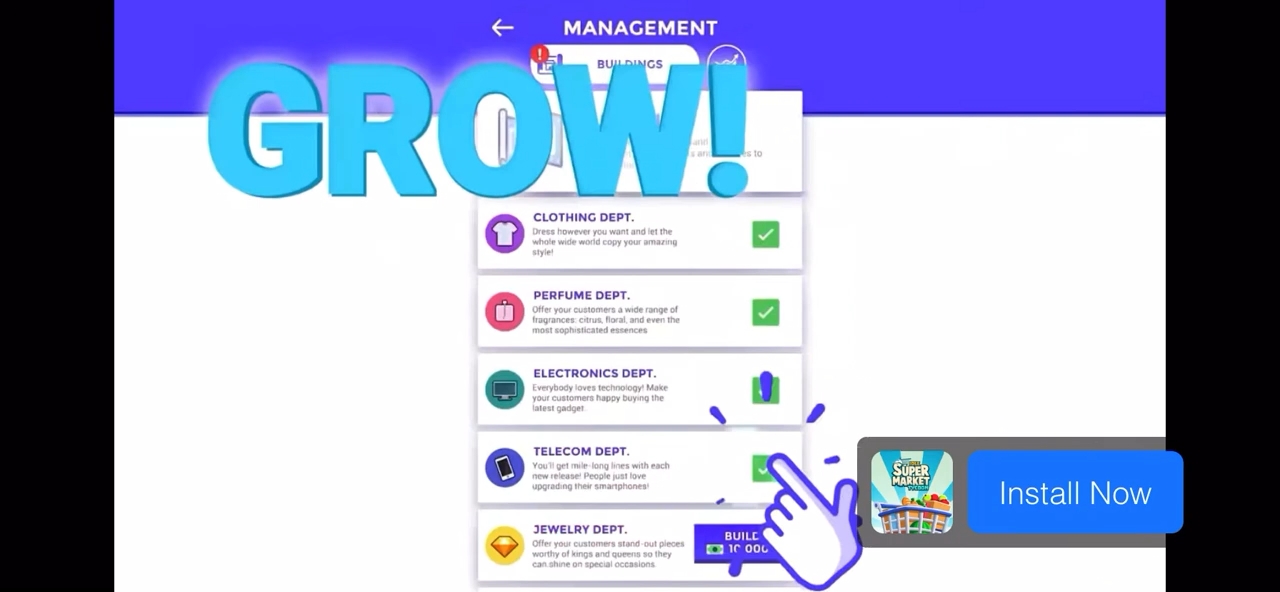 MANAGEMENT
BUILDINGS
GROW!
CLOTHING DEPT.
Dress however you want and let the
whole wide world copy your amazing
style!
PERFUME DEPT.
Offer your customers a wide range of
fragrances: citrus, floral, and even the
most sophisticated essences
ELECTRONICS DEPT.
Everybody loves technology! Make
your customers happy buying the
latest gadget.
TELECOM DEPT.
You'll get mile-long lines with each
new release! People just love
upgrading their smartphones!
SUPER
MARKET
TYCOON
Install Now
JEWELRY DEPT.
Offer your customers stand-out pieces
worthy of kings and queens so they
can shine on special occasions
BUILD
10 000